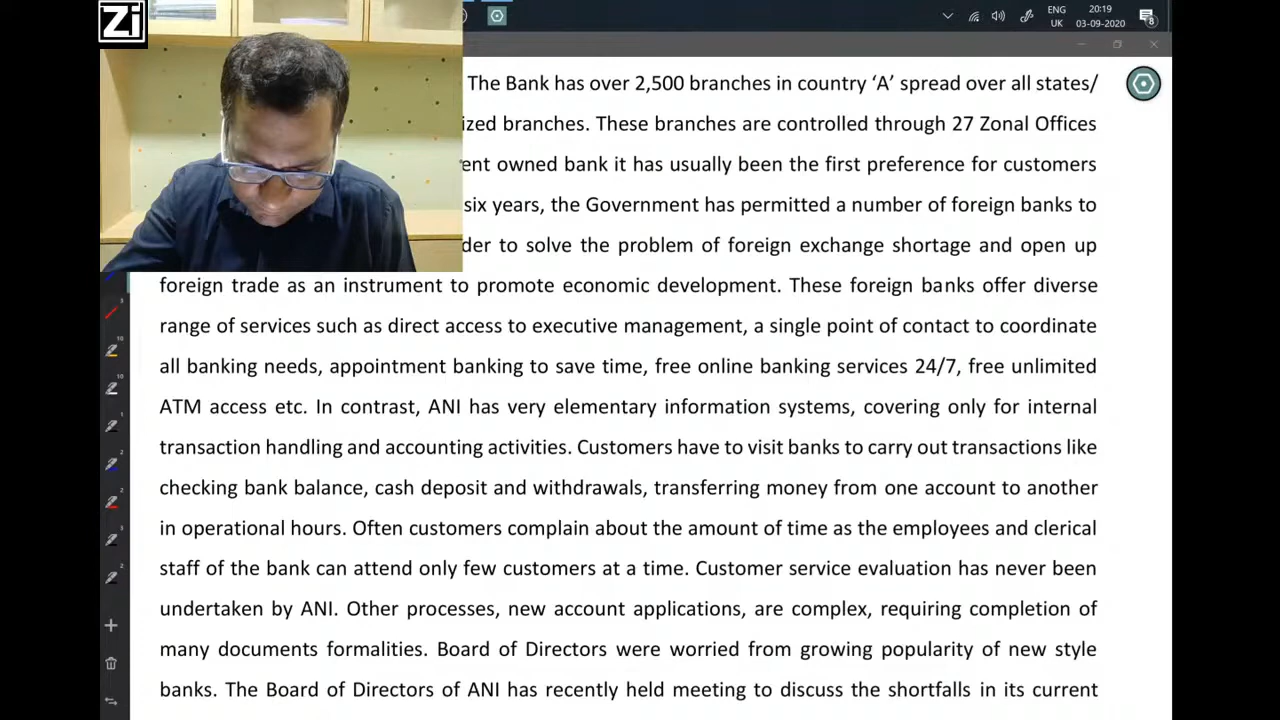 Zi
ENG
UK
20:19
03-09-2020
8
The Bank has over 2,500 branches in country ‘A’ spread over all states/
ized branches. These branches are controlled through 27 Zonal Offices
ent owned bank it has usually been the first preference for customers
six years, the Government has permitted a number of foreign banks to
der to solve the problem of foreign exchange shortage and open up
foreign trade as an instrument to promote economic development. These foreign banks offer diverse
range of services such as direct access to executive management, a single point of contact to coordinate
all banking needs, appointment banking to save time, free online banking services 24/7, free unlimited
ATM access etc. In contrast, ANI has very elementary information systems, covering only for internal
transaction handling and accounting activities. Customers have to visit banks to carry out transactions like
checking bank balance, cash deposit and withdrawals, transferring money from one account to another
in operational hours. Often customers complain about the amount of time as the employees and clerical
staff of the bank can attend only few customers at a time. Customer service evaluation has never been
undertaken by ANI. Other processes, new account applications, are complex, requiring completion of
many documents formalities. Board of Directors were worried from growing popularity of new style
banks. The Board of Directors of ANI has recently held meeting to discuss the shortfalls in its current